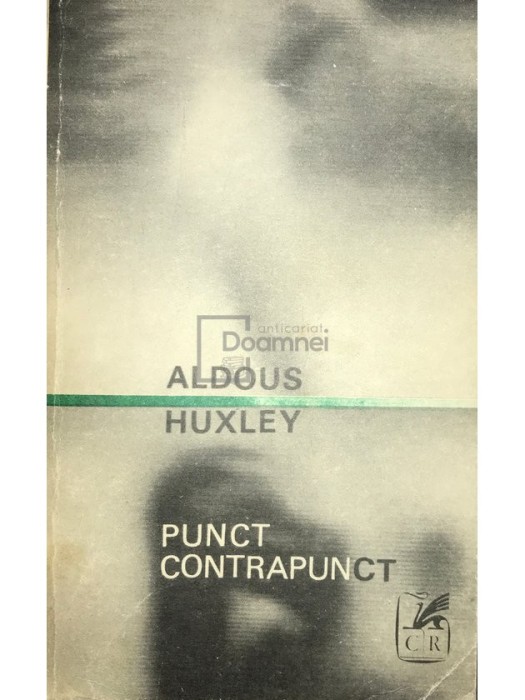 anticariat
Doamnei
ALDOUS
HUXLEY
PUNCT
CONTRAPUNCT
C R